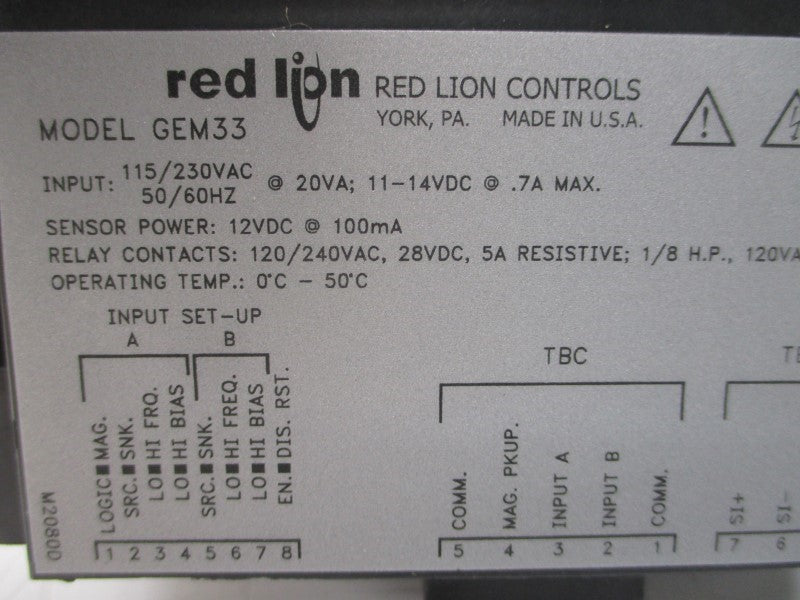 red lion RED LION CONTROLS
YORK, PA. MADE IN U.S.A.
MODEL GEM33
INPUT: 115/230VAC 50/60HZ @ 20VA; 11-14VDC @ .7A MAX.
SENSOR POWER: 12VDC @ 100mA
RELAY CONTACTS: 120/240VAC, 28VDC, 5A RESISTIVE; 1/8 H.P., 120VA
OPERATING TEMP.: 0°C - 50°C
INPUT SET-UP
A B
LOGIC■MAG.
SRC.■SNK.
LO■HI FRQ.
LO■HI BIAS
SRC.■SNK.
LO■HI FREQ.
LO■HI BIAS
EN.■DIS. RST.
1 2 3 4 5 6 7 8
M2080D
TBC
COMM.
MAG. PKUP.
INPUT A
INPUT B
COMM.
5 4 3 2 1
SI+
SI-
7 6